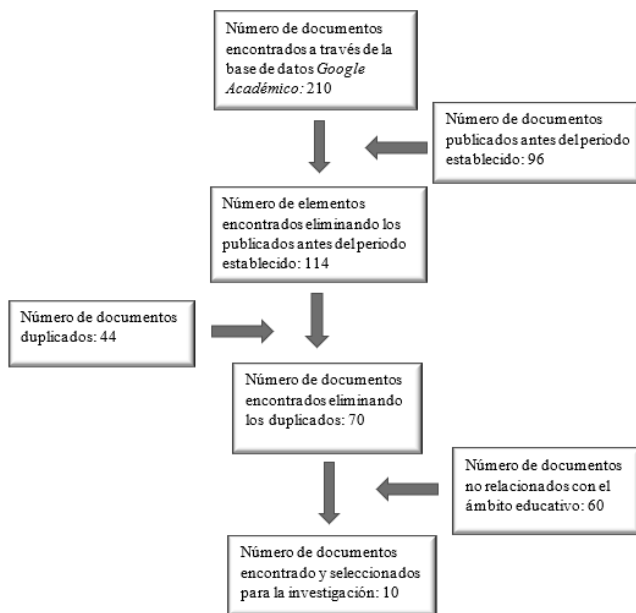 Número de documentos
encontrados a través de la
base de datos Google
Académico: 210
Número de documentos
publicados antes del periodo
establecido: 96
Número de elementos
encontrados eliminando los
publicados antes del periodo
establecido: 114
Número de documentos
duplicados: 44
Número de documentos
encontrados eliminando
los duplicados: 70
Número de documentos
no relacionados con el
ámbito educativo: 60
Número de documentos
encontrado y seleccionados
para la investigación: 10